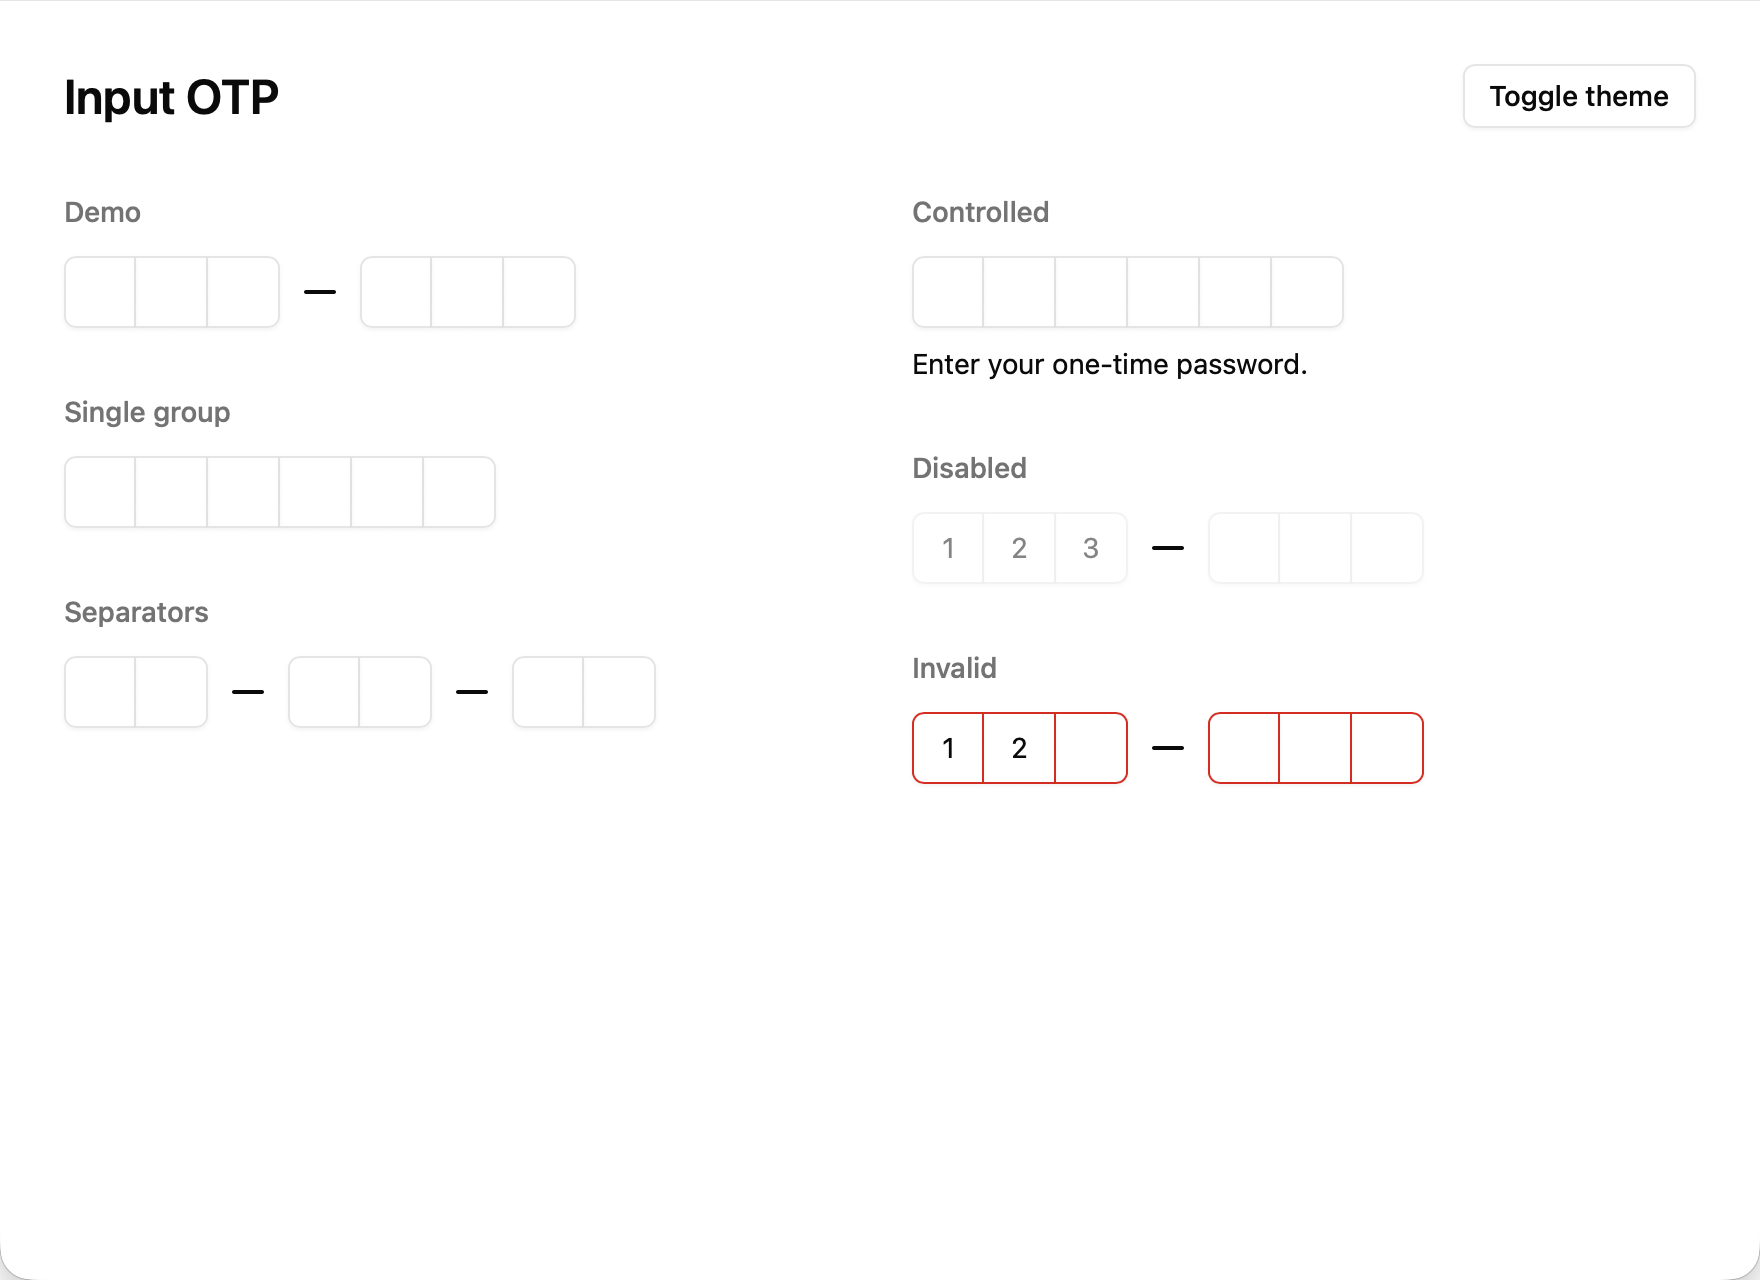 Input OTP
Toggle theme
Demo
Single group
Separators
Controlled
Enter your one-time password.
Disabled
1 2 3
Invalid
1 2